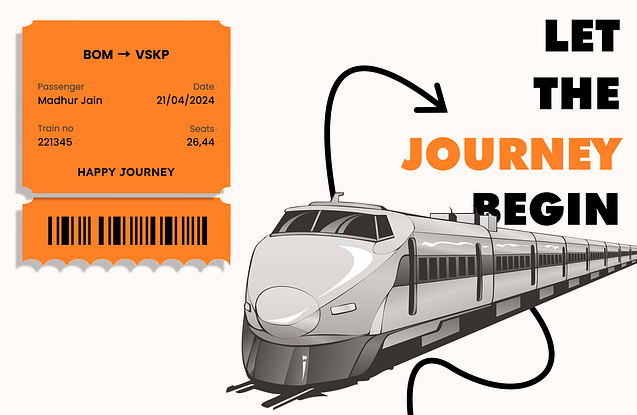 BOM → VSKP
Passenger Date
Madhur Jain 21/04/2024
Train no Seats
221345 26,44
HAPPY JOURNEY
LET
THE
JOURNEY
BEGIN